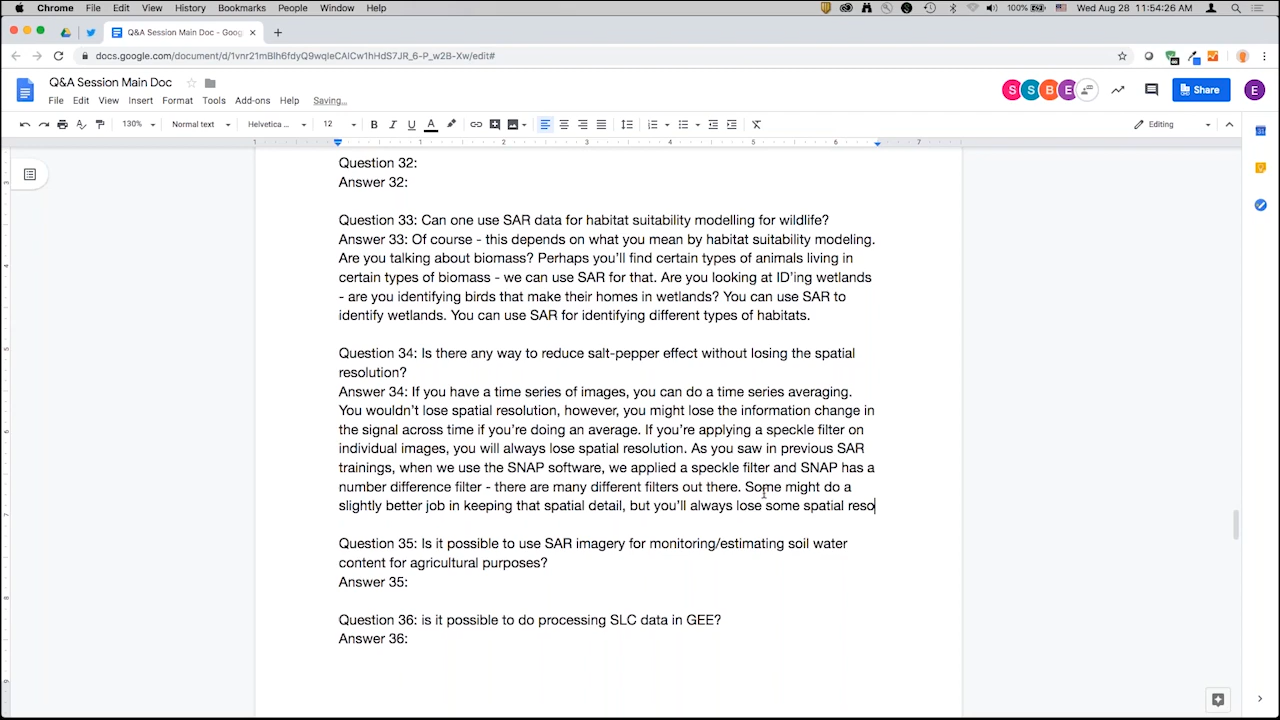 Chrome File Edit View History Bookmarks People Window Help 100% Wed Aug 28 11:54:26 AM
Q&A Session Main Doc - Goog
docs.google.com/document/d/
Q&A Session Main Doc
File Edit View Insert Format Tools Add-ons Help Saving...
S S B E Share E
130% Normal text Helvetica ... 12 B I U A Editing
1 1 2 3 4 5 6 7
Question 32:
Answer 32:
Question 33: Can one use SAR data for habitat suitability modelling for wildlife?
Answer 33: Of course - this depends on what you mean by habitat suitability modeling.
Are you talking about biomass? Perhaps you'll find certain types of animals living in
certain types of biomass - we can use SAR for that. Are you looking at ID'ing wetlands
- are you identifying birds that make their homes in wetlands? You can use SAR to
identify wetlands. You can use SAR for identifying different types of habitats.
Question 34: Is there any way to reduce salt-pepper effect without losing the spatial
resolution?
Answer 34: If you have a time series of images, you can do a time series averaging.
You wouldn't lose spatial resolution, however, you might lose the information change in
the signal across time if you're doing an average. If you're applying a speckle filter on
individual images, you will always lose spatial resolution. As you saw in previous SAR
trainings, when we use the SNAP software, we applied a speckle filter and SNAP has a
number difference filter - there are many different filters out there. Some might do a
slightly better job in keeping that spatial detail, but you'll always lose some spatial reso
Question 35: Is it possible to use SAR imagery for monitoring/estimating soil water
content for agricultural purposes?
Answer 35:
Question 36: is it possible to do processing SLC data in GEE?
Answer 36: